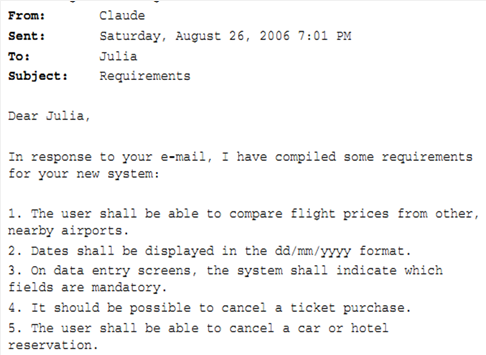 From: Claude
Sent: Saturday, August 26, 2006 7:01 PM
To: Julia
Subject: Requirements
Dear Julia,
In response to your e-mail, I have compiled some requirements
for your new system:
1. The user shall be able to compare flight prices from other,
nearby airports.
2. Dates shall be displayed in the dd/mm/yyyy format.
3. On data entry screens, the system shall indicate which
fields are mandatory.
4. It should be possible to cancel a ticket purchase.
5. The user shall be able to cancel a car or hotel
reservation.